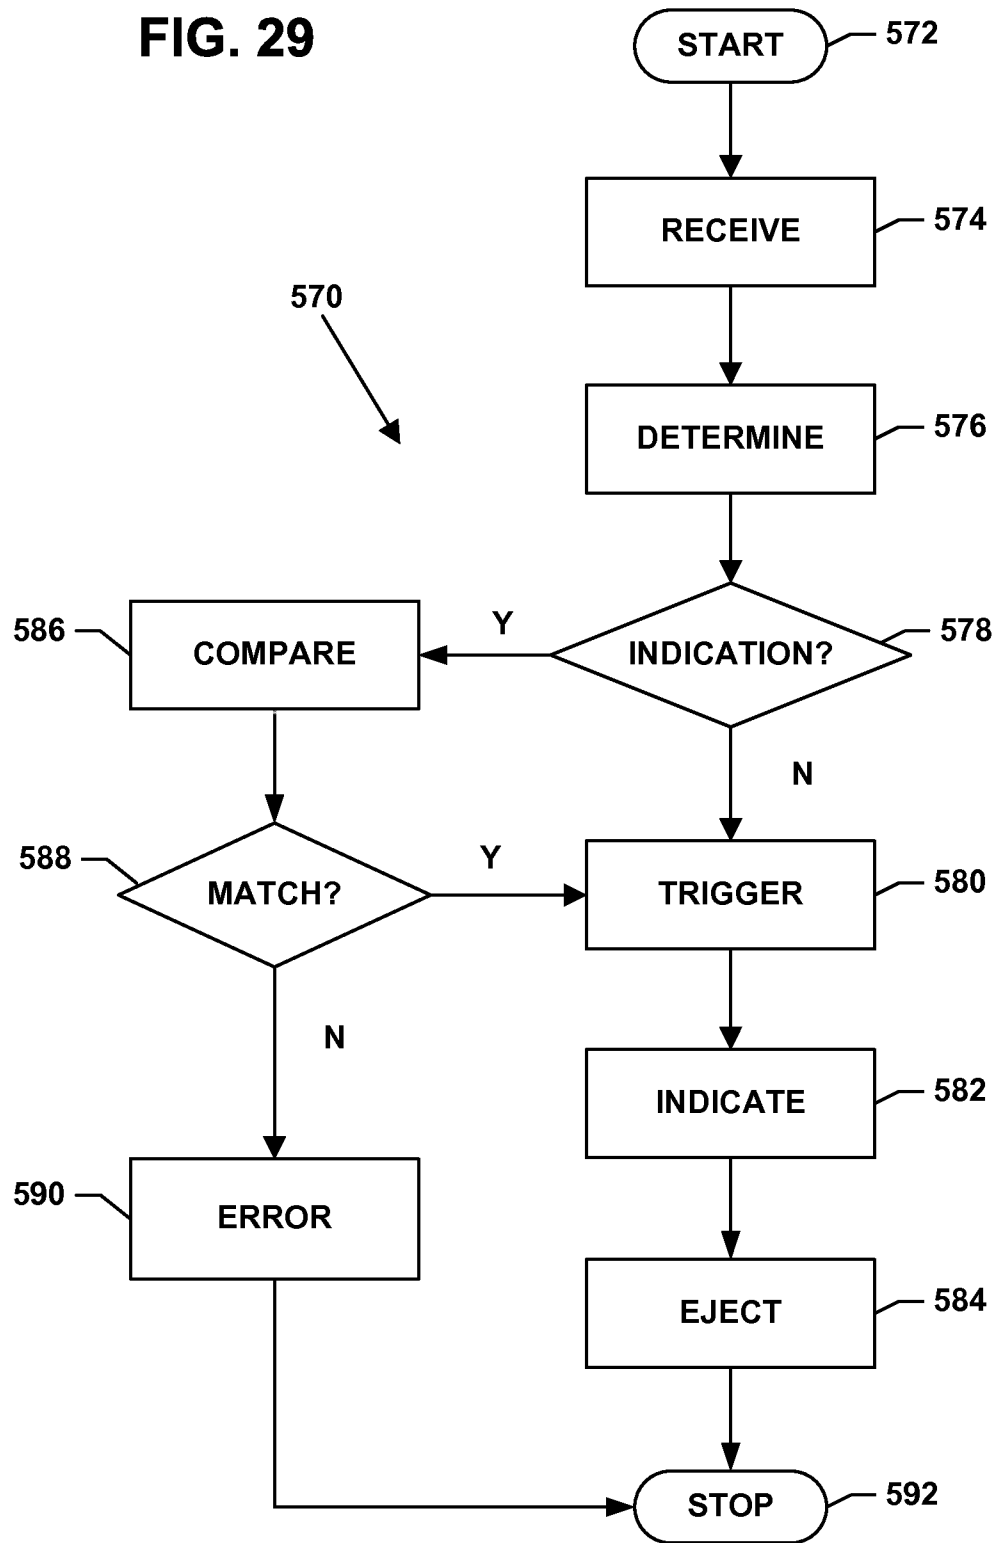 FIG. 29
START
572
RECEIVE
574
570
DETERMINE
576
586
COMPARE
Y
INDICATION?
578
N
588
MATCH?
Y
TRIGGER
580
N
INDICATE
582
590
ERROR
EJECT
584
STOP
592